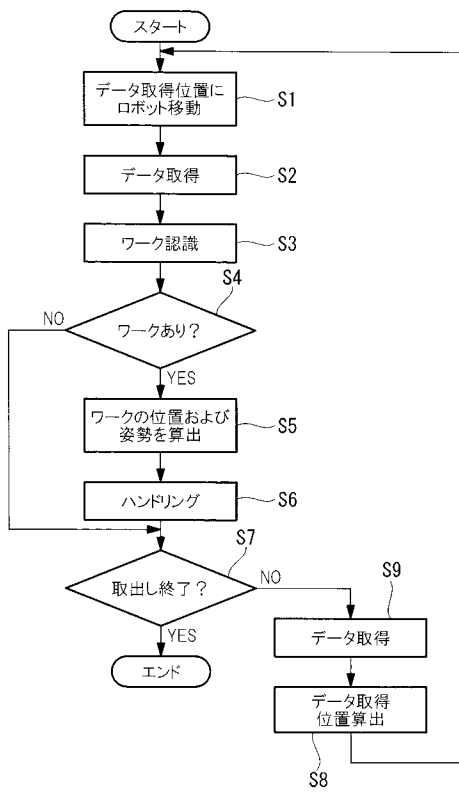 スタート
データ取得位置に
ロボット移動
S1
データ取得
S2
ワーク認識
S3
S4
ワークあり?
NO
YES
ワークの位置および
姿勢を算出
S5
ハンドリング
S6
S7
取出し終了?
NO
YES
エンド
S9
データ取得
データ取得
位置算出
S8